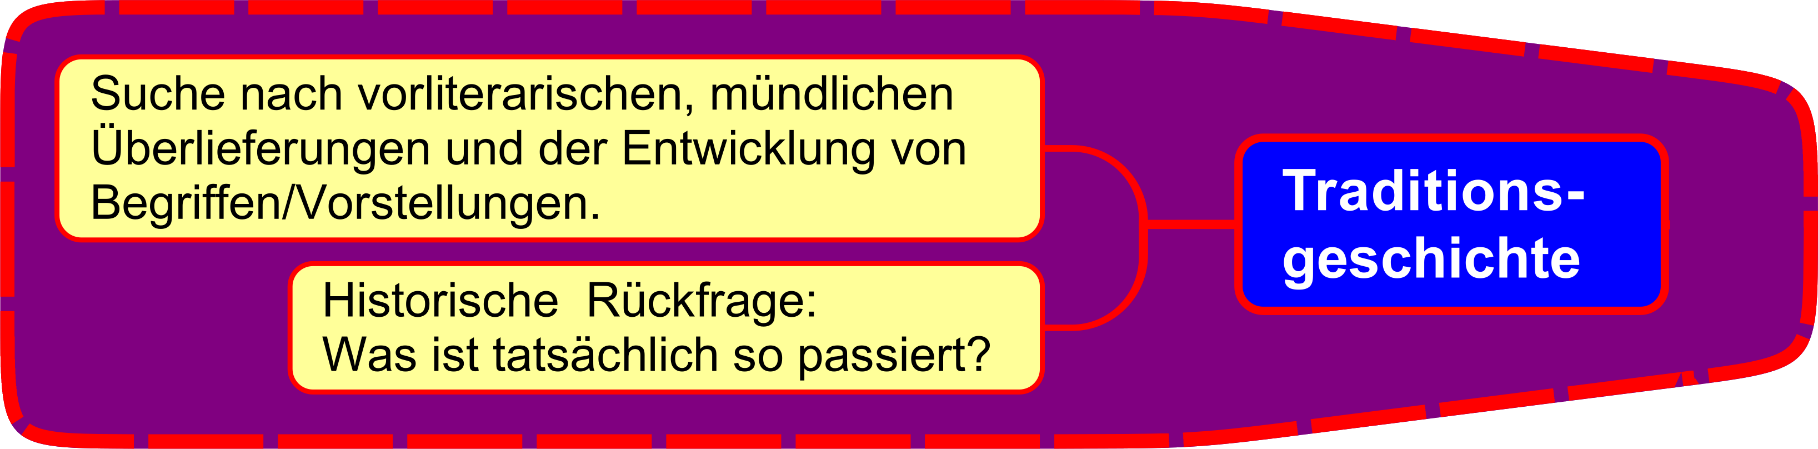 Suche nach vorliterarischen, mündlichen
Überlieferungen und der Entwicklung von
Begriffen/Vorstellungen.
Historische  Rückfrage:
Was ist tatsächlich so passiert?
Traditions-
geschichte